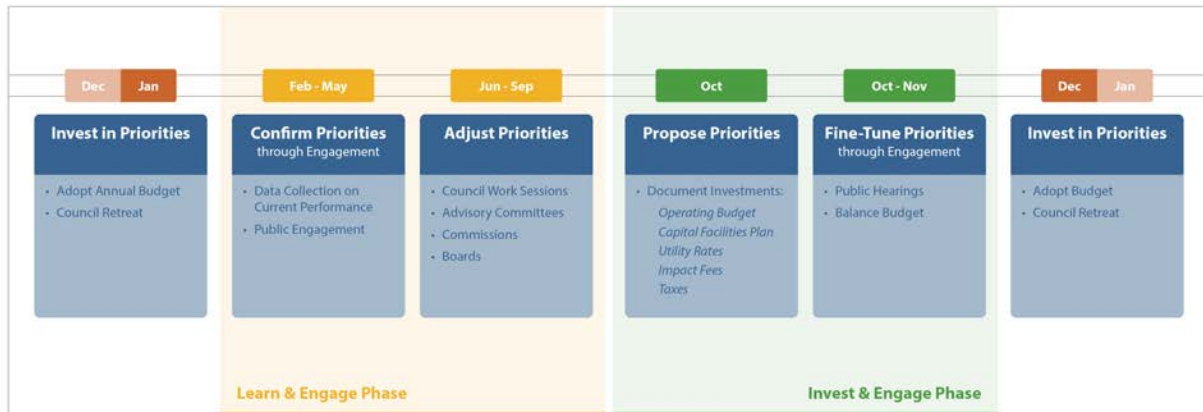 Dec Jan
Invest in Priorities
• Adopt Annual Budget
• Council Retreat
Feb - May
Confirm Priorities
through Engagement
• Data Collection on
Current Performance
• Public Engagement
Jun - Sep
Adjust Priorities
• Council Work Sessions
• Advisory Committees
• Commissions
• Boards
Learn & Engage Phase
Oct
Propose Priorities
• Document Investments:
Operating Budget
Capital Facilities Plan
Utility Rates
Impact Fees
Taxes
Oct - Nov
Fine-Tune Priorities
through Engagement
• Public Hearings
• Balance Budget
Invest & Engage Phase
Dec Jan
Invest in Priorities
• Adopt Budget
• Council Retreat